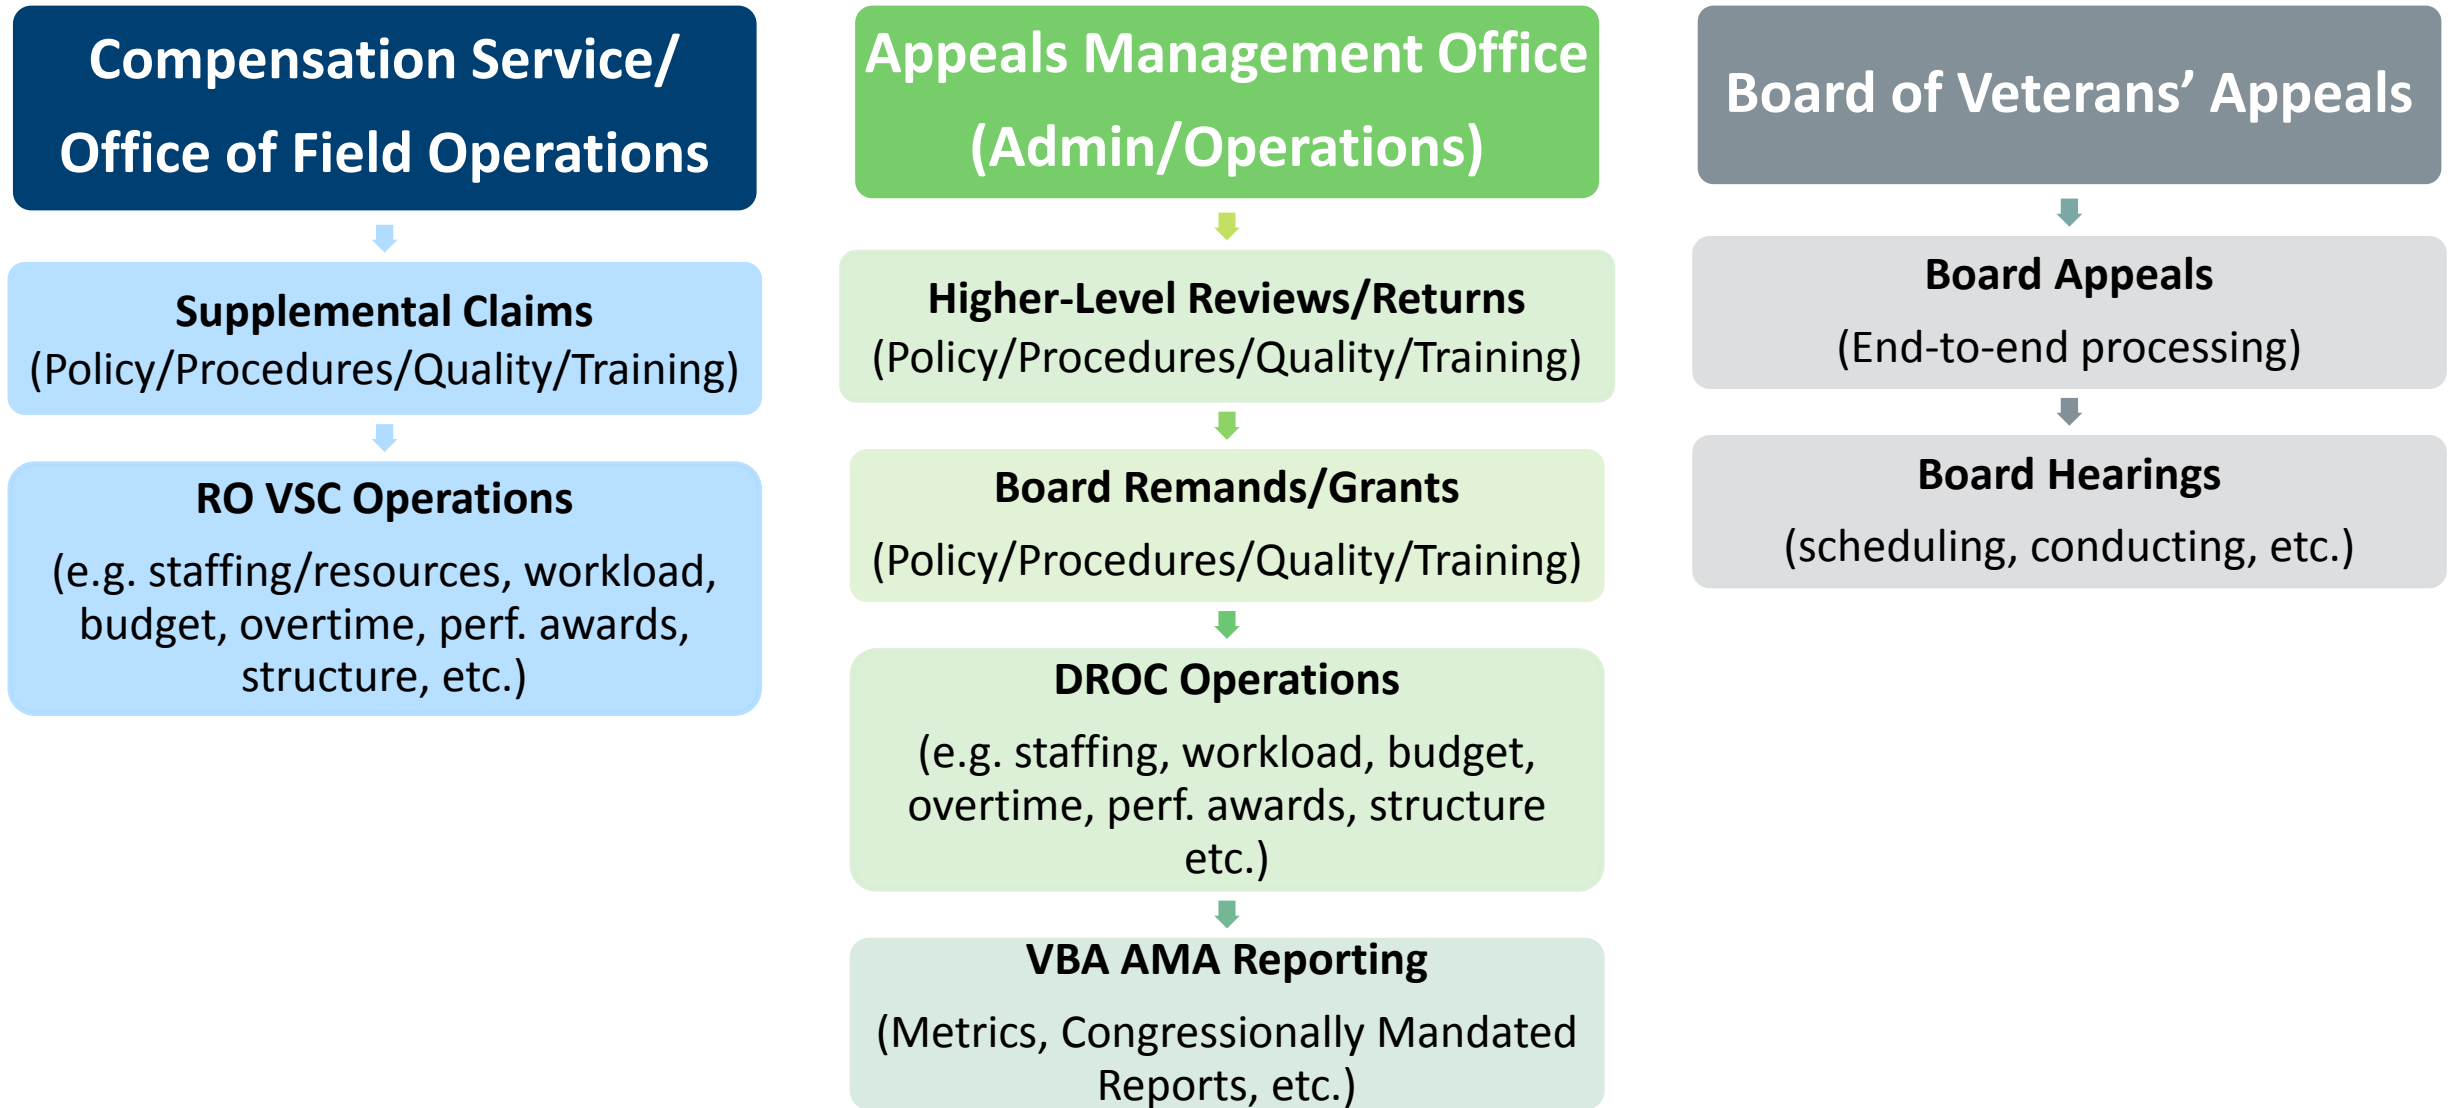 Compensation Service/
Office of Field Operations
Supplemental Claims
(Policy/Procedures/Quality/Training)
RO VSC Operations
(e.g. staffing/resources, workload,
budget, overtime, perf. awards,
structure, etc.)
Appeals Management Office
(Admin/Operations)
Higher-Level Reviews/Returns
(Policy/Procedures/Quality/Training)
Board Remands/Grants
(Policy/Procedures/Quality/Training)
DROC Operations
(e.g. staffing, workload, budget,
overtime, perf. awards, structure
etc.)
VBA AMA Reporting
(Metrics, Congressionally Mandated
Reports, etc.)
Board of Veterans’ Appeals
Board Appeals
(End-to-end processing)
Board Hearings
(scheduling, conducting, etc.)